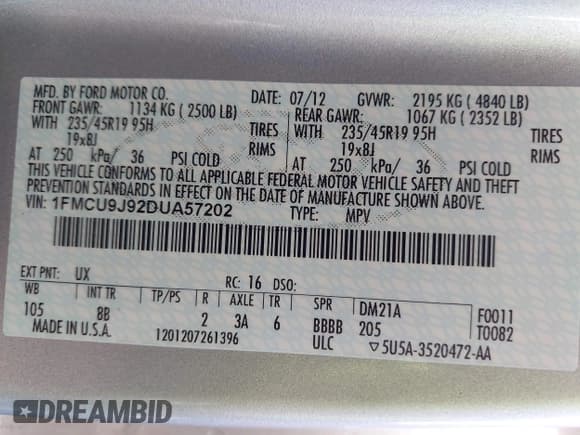 MFD. BY FORD MOTOR CO.
DATE: 07/12 GVWR: 2195 KG ( 4840 LB)
FRONT GAWR: 1134 KG ( 2500 LB) REAR GAWR: 1067 KG ( 2352 LB)
WITH 235/45R19 95H TIRES WITH 235/45R19 95H TIRES
19x8J RIMS 19x8J RIMS
AT 250 kPa/ 36 PSI COLD AT 250 kPa/ 36 PSI COLD
THIS VEHICLE CONFORMS TO ALL APPLICABLE FEDERAL MOTOR VEHICLE SAFETY AND THEFT
PREVENTION STANDARDS IN EFFECT ON THE DATE OF MANUFACTURE SHOWN ABOVE.
VIN: 1FMCU9J92DUA57202 TYPE: MPV
EXT PNT: UX RC: 16 DSO:
WB INT TR TP/PS R AXLE TR SPR DM21A F0011
105 8B 2 3A 6 BBBB 205 T0082
MADE IN U.S.A. 1201207261396 ULC ▽5U5A-3520472-AA
DREAMBID